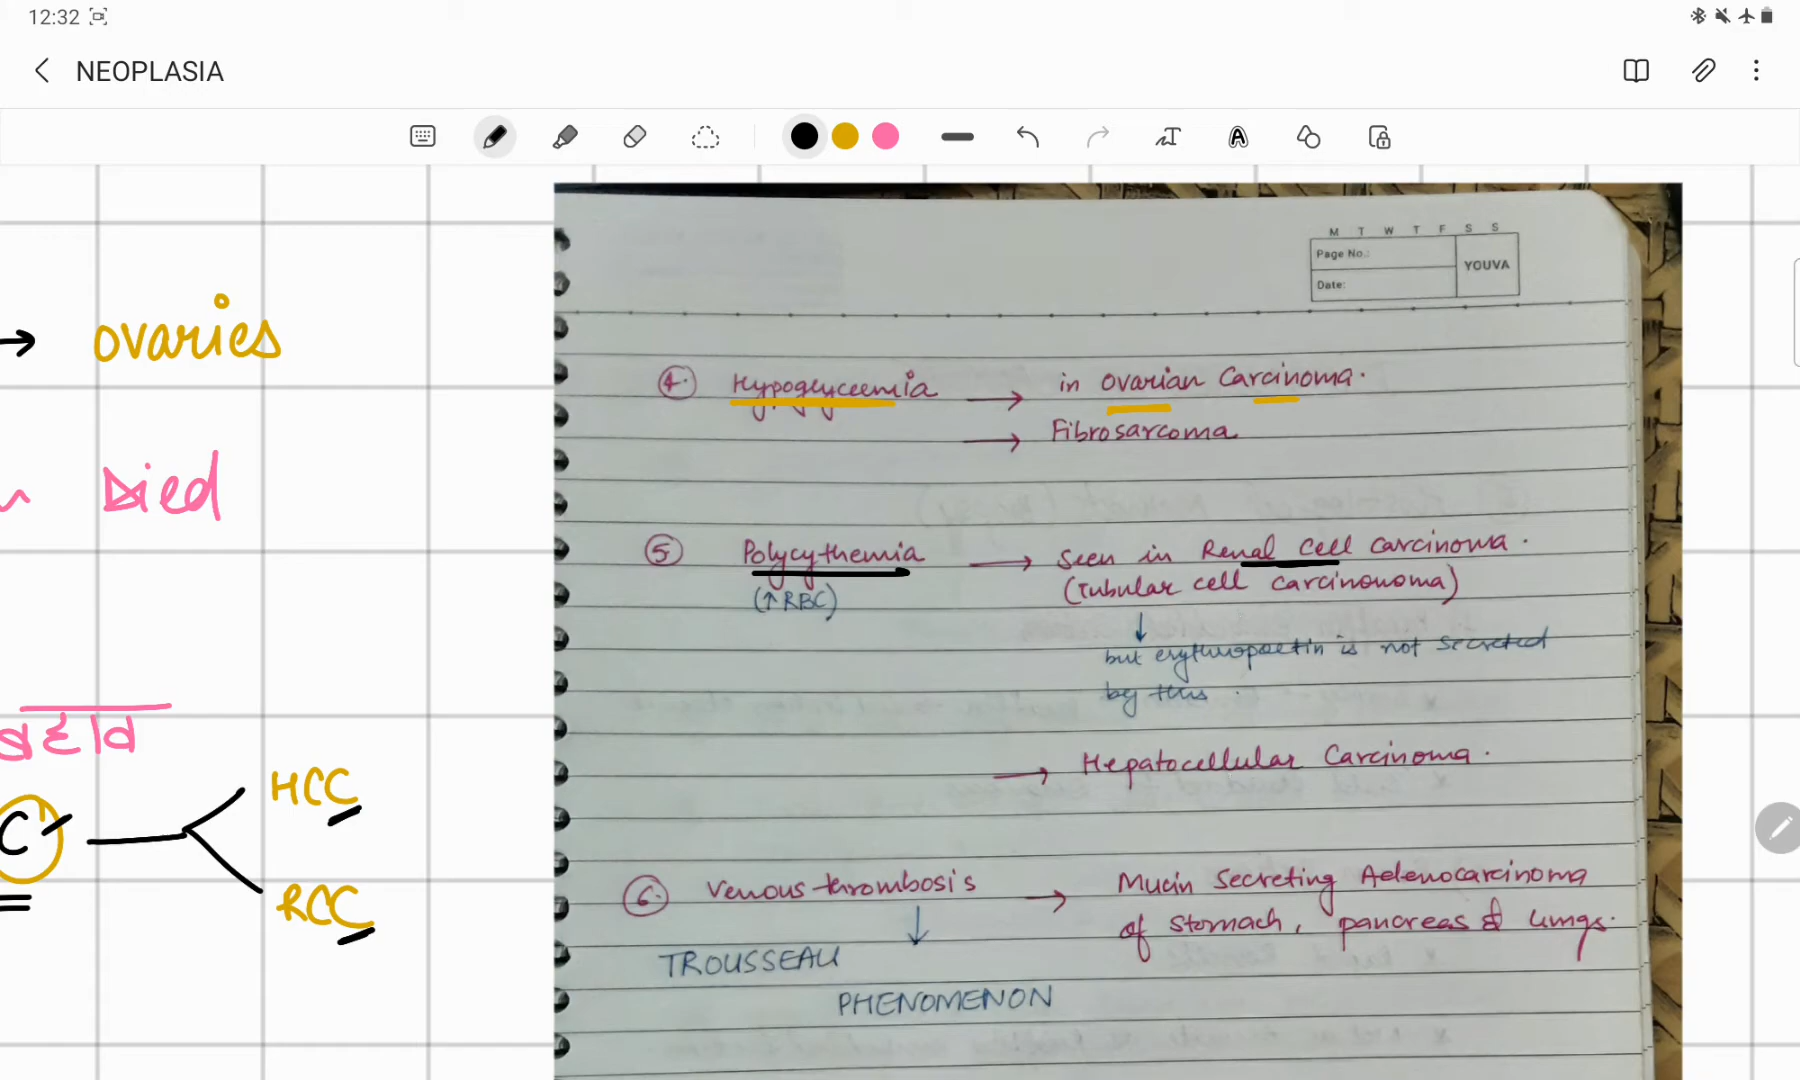 12:32
NEOPLASIA
M T W T F S S
Page No.:
YOUVA
Date:
→ ovaries
④ Hypoglyceemia → in ovarian Carcinoma.
→ Fibrosarcoma
Died
⑤ Polycythemia → Seen in Renal cell carcinoma.
(↑RBC) (Tubular cell carcinouoma)
↓
but erythropoetin is not secreted
by this.
→ Hepatocellular Carcinoma.
C HCC
RCC
⑥ Venous thrombosis → Mucin secreting Adenocarcinoma
↓ of stomach, pancreas & lungs.
TROUSSEAU
PHENOMENON